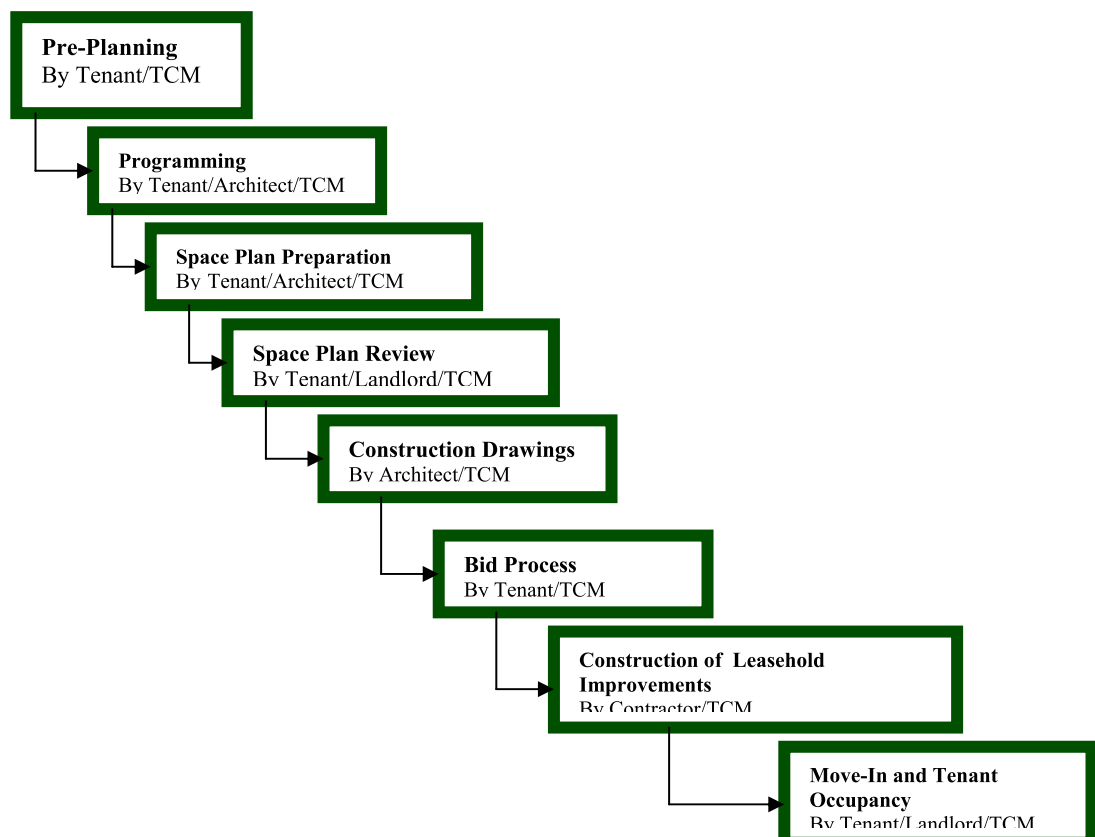 Pre-Planning
By Tenant/TCM
Programming
By Tenant/Architect/TCM
Space Plan Preparation
By Tenant/Architect/TCM
Space Plan Review
By Tenant/Landlord/TCM
Construction Drawings
By Architect/TCM
Bid Process
By Tenant/TCM
Construction of  Leasehold
Improvements
By Contractor/TCM
Move-In and Tenant
Occupancy
By Tenant/Landlord/TCM